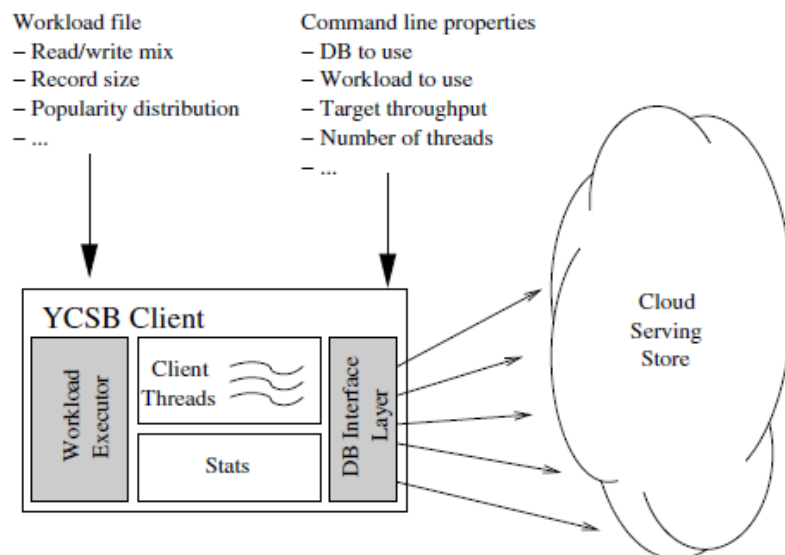 Workload file
– Read/write mix
– Record size
– Popularity distribution
– ...
Command line properties
– DB to use
– Workload to use
– Target throughput
– Number of threads
– ...
YCSB Client
Workload
Executor
Client
Threads
Stats
DB Interface
Layer
Cloud
Serving
Store